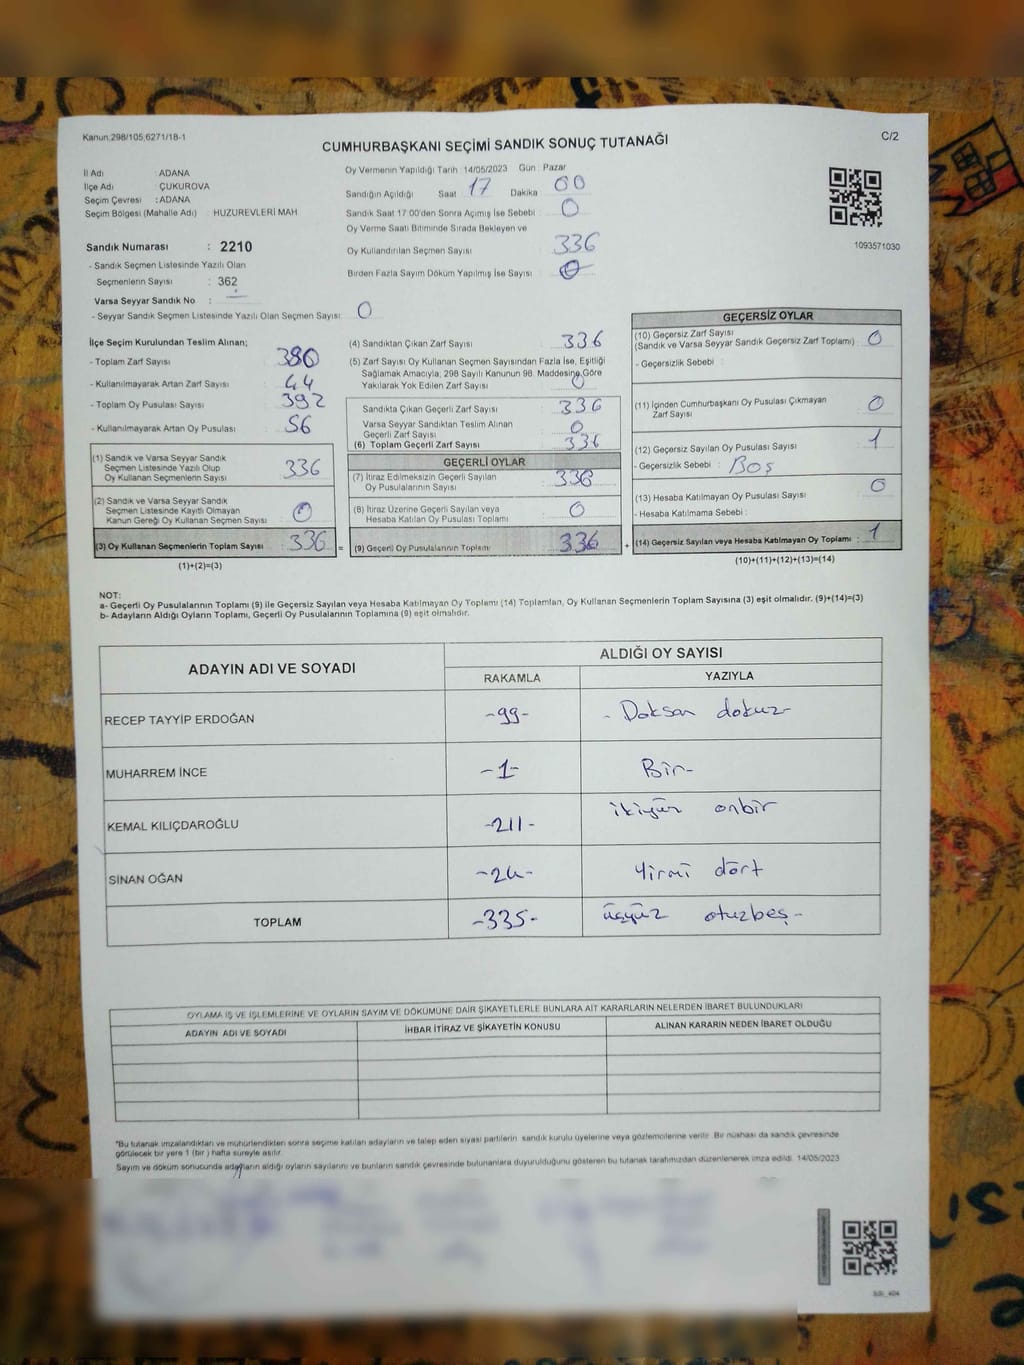 Kanun:298/105,6271/18-1
C/2
CUMHURBAŞKANI SEÇİMİ SANDIK SONUÇ TUTANAĞI
İl Adı : ADANA
İlçe Adı : ÇUKUROVA
Seçim Çevresi : ADANA
Seçim Bölgesi (Mahalle Adı) : HUZUREVLERİ MAH
Oy Vermenin Yapıldığı Tarih 14/05/2023 Gün : Pazar
Sandığın Açıldığı Saat 17 Dakika 00
Sandık Saat 17:00'den Sonra Açılmış İse Sebebi : 0
Oy Verme Saati Bitiminde Sırada Bekleyen ve
Oy Kullandırılan Seçmen Sayısı : 336
Birden Fazla Sayım Döküm Yapılmış İse Sayısı : 0
1093571030
Sandık Numarası : 2210
- Sandık Seçmen Listesinde Yazılı Olan
Seçmenlerin Sayısı : 362
Varsa Seyyar Sandık No : -
- Seyyar Sandık Seçmen Listesinde Yazılı Olan Seçmen Sayısı: 0
İlçe Seçim Kurulundan Teslim Alınan;
- Toplam Zarf Sayısı : 380
- Kullanılmayarak Artan Zarf Sayısı : 44
- Toplam Oy Pusulası Sayısı : 392
- Kullanılmayarak Artan Oy Pusulası : 56
(1) Sandık ve Varsa Seyyar Sandık
Seçmen Listesinde Yazılı Olup
Oy Kullanan Seçmenlerin Sayısı : 336
(2) Sandık ve Varsa Seyyar Sandık
Seçmen Listesinde Kayıtlı Olmayan
Kanun Gereği Oy Kullanan Seçmen Sayısı : 0
(3) Oy Kullanan Seçmenlerin Toplam Sayısı : 336
(1)+(2)=(3)
(4) Sandıktan Çıkan Zarf Sayısı : 336
(5) Zarf Sayısı Oy Kullanan Seçmen Sayısından Fazla İse, Eşitliği
Sağlamak Amacıyla, 298 Sayılı Kanunun 98. Maddesine Göre
Yakılarak Yok Edilen Zarf Sayısı : 0
Sandıkta Çıkan Geçerli Zarf Sayısı : 336
Varsa Seyyar Sandıktan Teslim Alınan
Geçerli Zarf Sayısı : 0
(6) Toplam Geçerli Zarf Sayısı : 336
GEÇERLİ OYLAR
(7) İtiraz Edilmeksizin Geçerli Sayılan
Oy Pusulalarının Sayısı : 336
(8) İtiraz Üzerine Geçerli Sayılan veya
Hesaba Katılan Oy Pusulası Toplamı : 0
= (9) Geçerli Oy Pusulalarının Toplamı : 336
GEÇERSİZ OYLAR
(10) Geçersiz Zarf Sayısı
(Sandık ve Varsa Seyyar Sandık Geçersiz Zarf Toplamı) : 0
- Geçersizlik Sebebi :
(11) İçinden Cumhurbaşkanı Oy Pusulası Çıkmayan
Zarf Sayısı : 0
(12) Geçersiz Sayılan Oy Pusulası Sayısı : 1
- Geçersizlik Sebebi : Boş
(13) Hesaba Katılmayan Oy Pusulası Sayısı : 0
- Hesaba Katılmama Sebebi :
+ (14) Geçersiz Sayılan veya Hesaba Katılmayan Oy Toplamı : 1
(10)+(11)+(12)+(13)=(14)
NOT:
a- Geçerli Oy Pusulalarının Toplamı (9) ile Geçersiz Sayılan veya Hesaba Katılmayan Oy Toplamı (14) Toplamları, Oy Kullanan Seçmenlerin Toplam Sayısına (3) eşit olmalıdır. (9)+(14)=(3)
b- Adayların Aldığı Oyların Toplamı, Geçerli Oy Pusulalarının Toplamına (9) eşit olmalıdır.
ADAYIN ADI VE SOYADI
ALDIĞI OY SAYISI
RAKAMLA YAZIYLA
RECEP TAYYİP ERDOĞAN -99- - Doksan dokuz-
MUHARREM İNCE -1- Bir-
KEMAL KILIÇDAROĞLU -211- ikiyüz onbir
SİNAN OĞAN -24- Yirmi dört
TOPLAM -335- üçyüz otuzbeş-
OYLAMA İŞ VE İŞLEMLERİNE VE OYLARIN SAYIM VE DÖKÜMÜNE DAİR ŞİKAYETLERLE BUNLARA AİT KARARLARIN NELERDEN İBARET BULUNDUKLARI
ADAYIN ADI VE SOYADI İHBAR İTİRAZ VE ŞİKAYETİN KONUSU ALINAN KARARIN NEDEN İBARET OLDUĞU
*Bu tutanak imzalandıktan ve mühürlendikten sonra seçime katılan adayların ve talep eden siyasi partilerin sandık kurulu üyelerine veya gözlemcilerine verilir. Bir nüshası da sandık çevresinde
görülecek bir yere 1 (bir) hafta süreyle asılır.
Sayım ve döküm sonucunda adayların aldığı oyların sayılarını ve bunların sandık çevresinde bulunanlara duyurulduğunu gösteren bu tutanak tarafımızdan düzenlenerek imza edildi. 14/05/2023